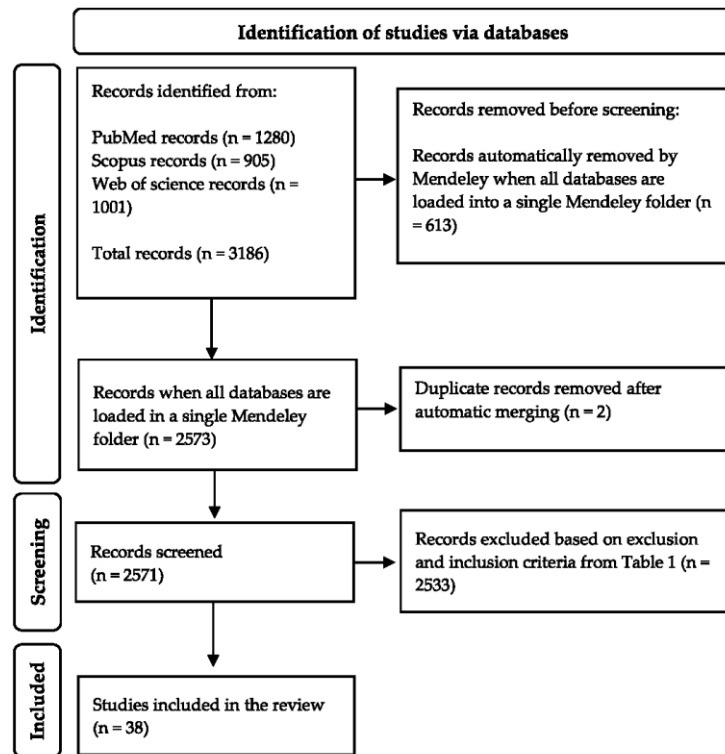 Identification of studies via databases
Identification
Records identified from:
PubMed records (n = 1280)
Scopus records (n = 905)
Web of science records (n =
1001)
Total records (n = 3186)
Records removed before screening:
Records automatically removed by
Mendeley when all databases are
loaded into a single Mendeley folder (n
= 613)
Records when all databases are
loaded in a single Mendeley
folder (n = 2573)
Duplicate records removed after
automatic merging (n = 2)
Screening
Records screened
(n = 2571)
Records excluded based on exclusion
and inclusion criteria from Table 1 (n =
2533)
Included
Studies included in the review
(n = 38)